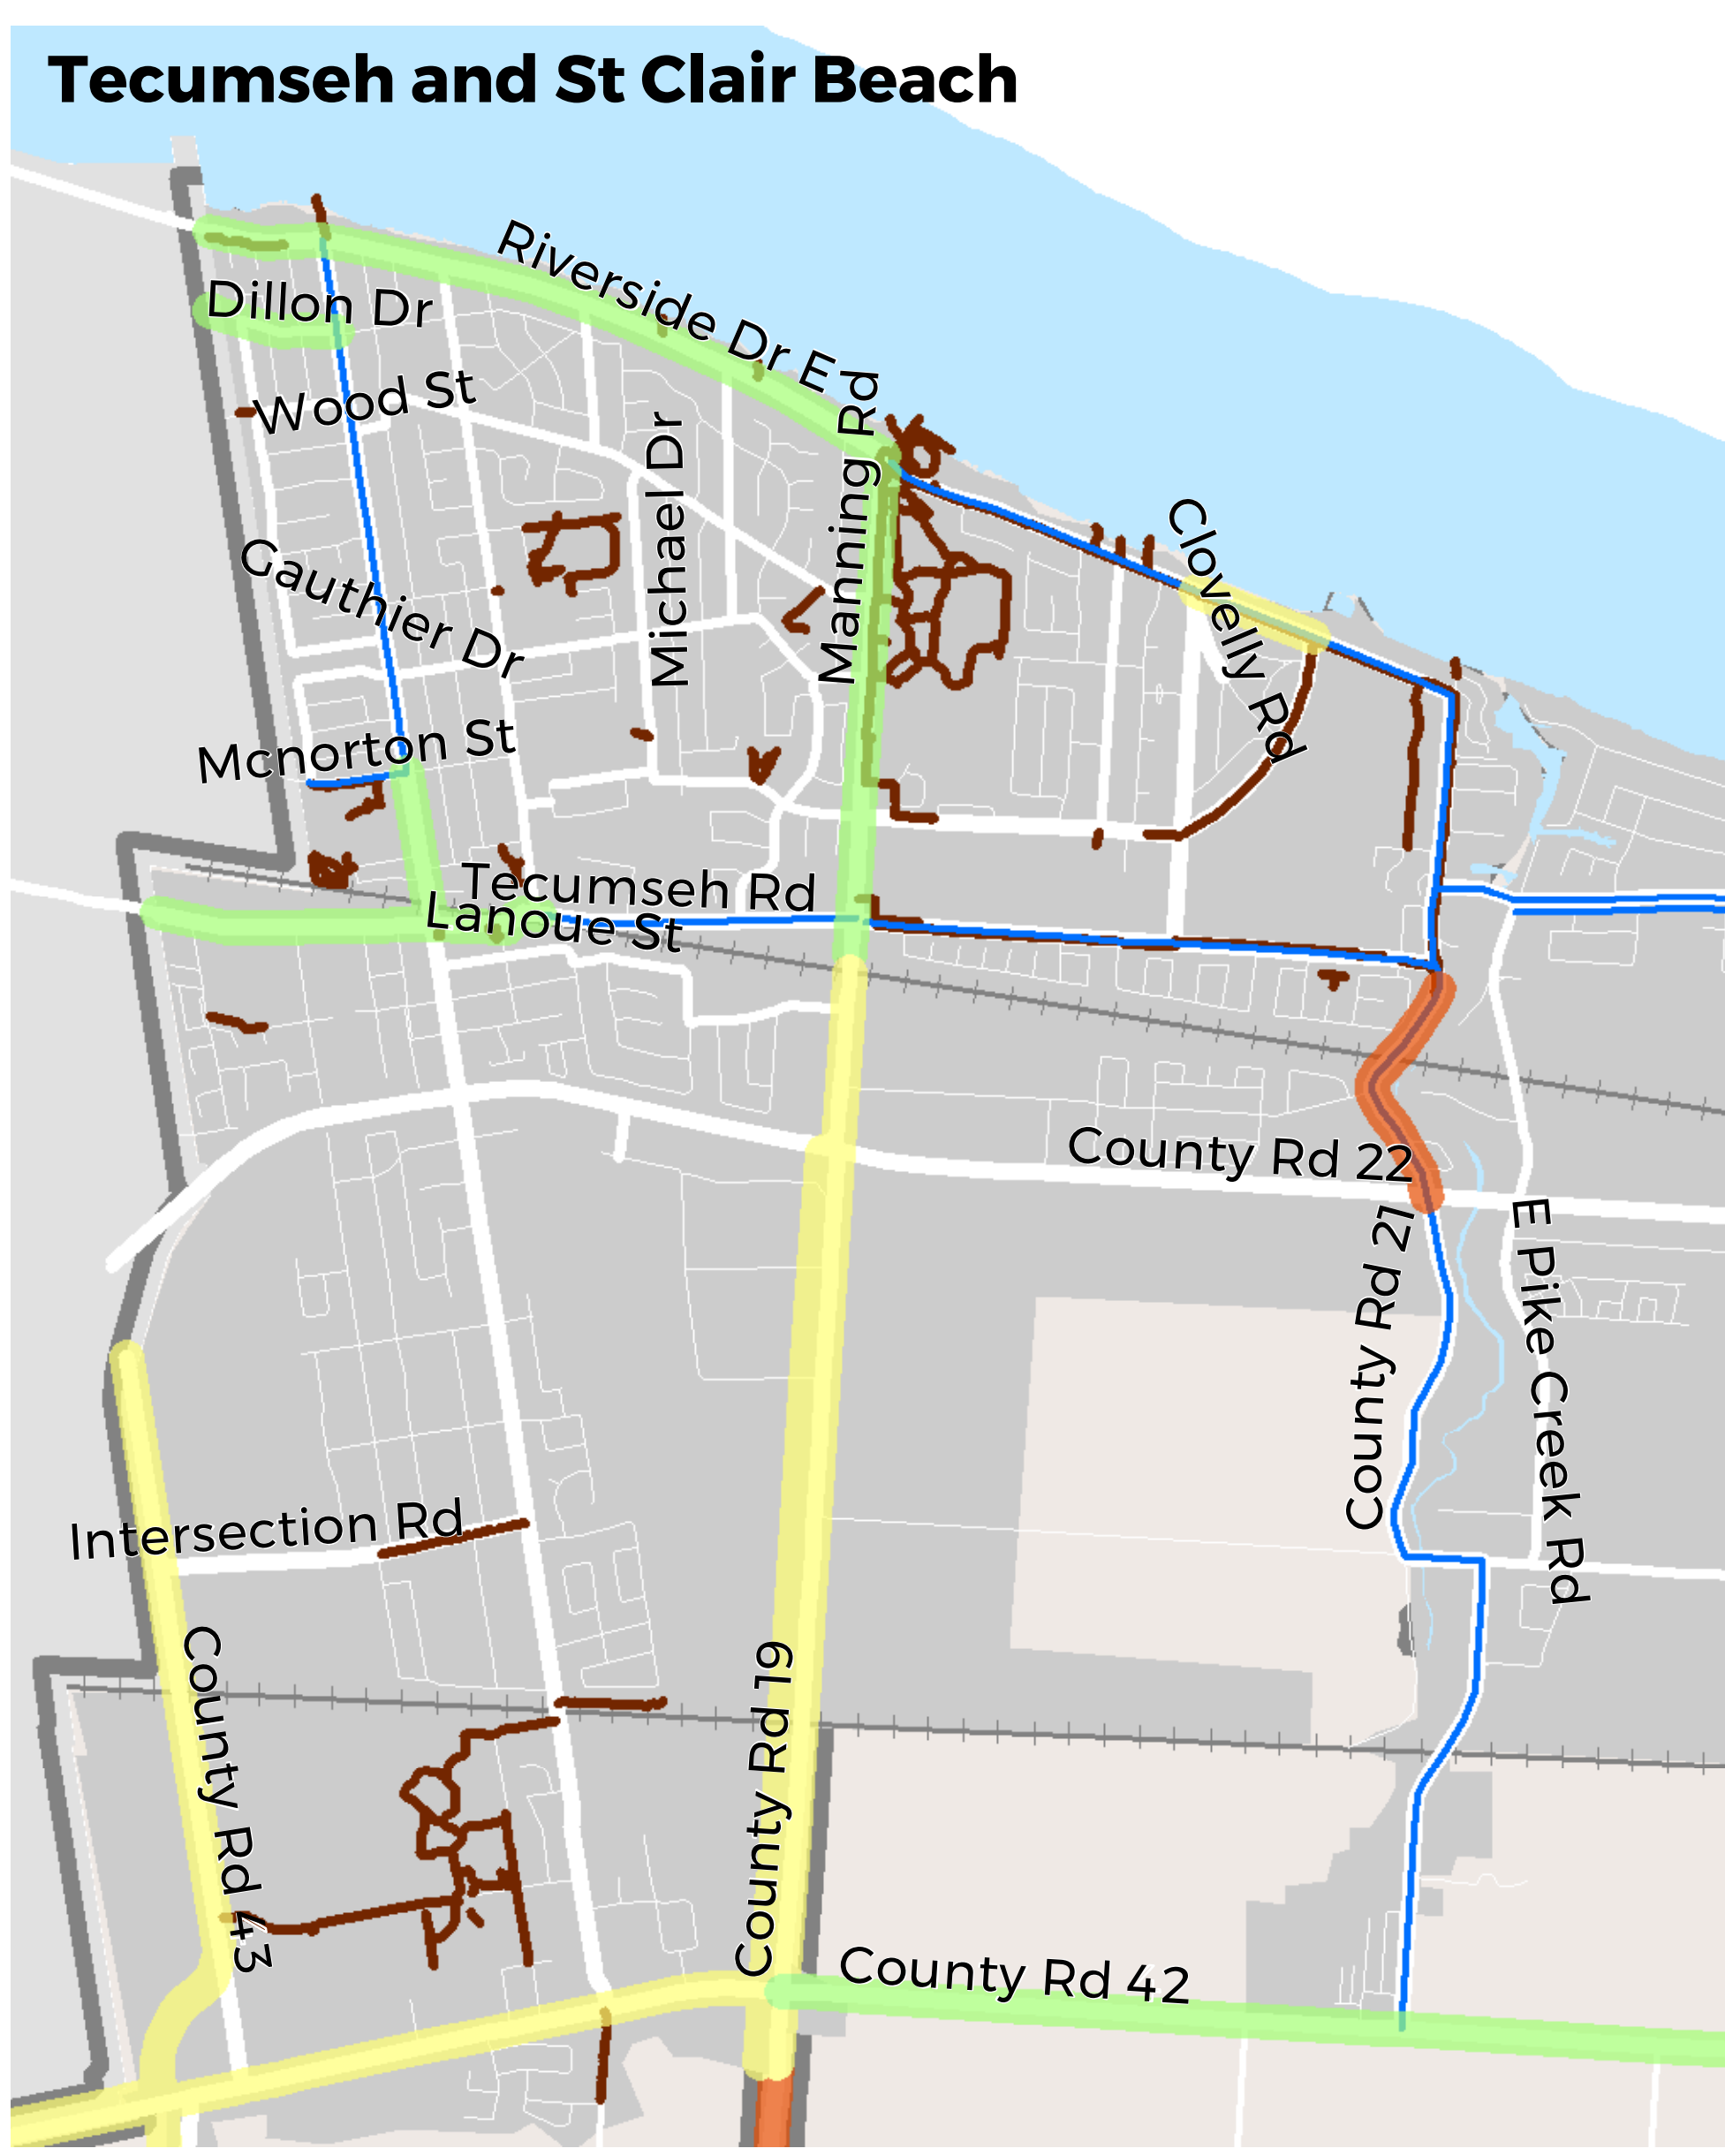 Tecumseh and St Clair Beach
Riverside Dr E
Dillon Dr
Wood St
Manning Rd
Michael Dr
Clovelly Rd
Gauthier Dr
Mcnorton St
Tecumseh Rd
Lanoue St
County Rd 22
County Rd 21
E Pike Creek Rd
Intersection Rd
County Rd 43
County Rd 19
County Rd 42